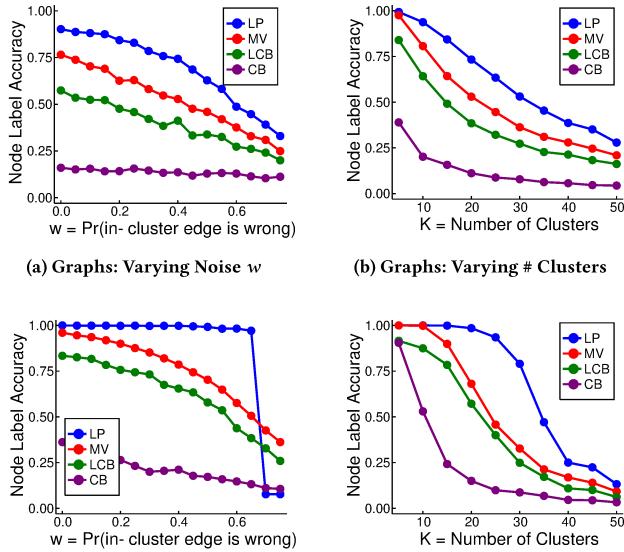 1.00
0.75
0.50
0.25
0.00
Node Label Accuracy
LP
MV
LCB
CB
0.0 0.2 0.4 0.6
w = Pr(in- cluster edge is wrong)
(a) Graphs: Varying Noise w
1.00
0.75
0.50
0.25
0.00
Node Label Accuracy
LP
MV
LCB
CB
10 20 30 40 50
K = Number of Clusters
(b) Graphs: Varying # Clusters
1.00
0.75
0.50
0.25
0.00
Node Label Accuracy
LP
MV
LCB
CB
0.0 0.2 0.4 0.6
w = Pr(in- cluster edge is wrong)
1.00
0.75
0.50
0.25
0.00
Node Label Accuracy
LP
MV
LCB
CB
10 20 30 40 50
K = Number of Clusters